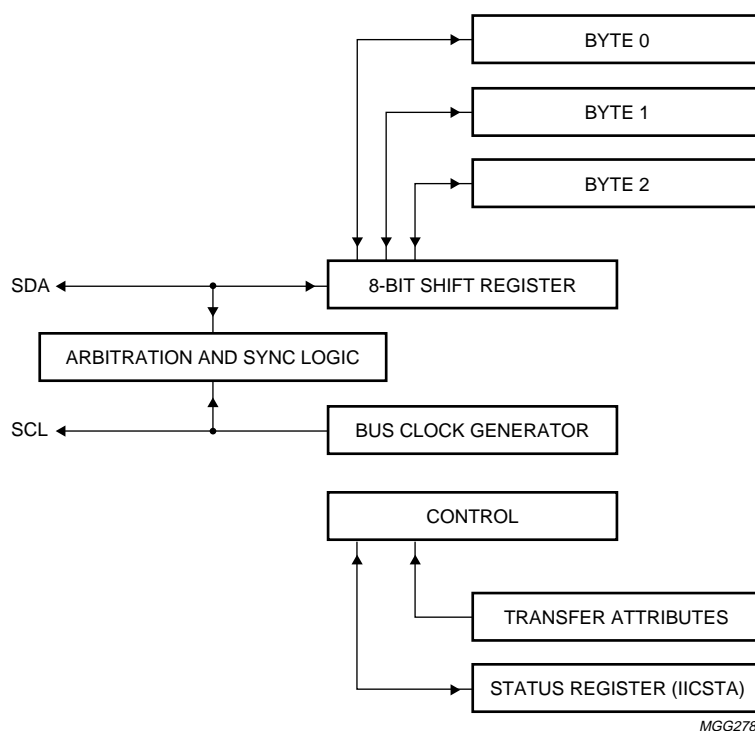 BYTE 0
BYTE 1
BYTE 2
SDA
8-BIT SHIFT REGISTER
ARBITRATION AND SYNC LOGIC
SCL
BUS CLOCK GENERATOR
CONTROL
TRANSFER ATTRIBUTES
STATUS REGISTER (IICSTA)
MGG278